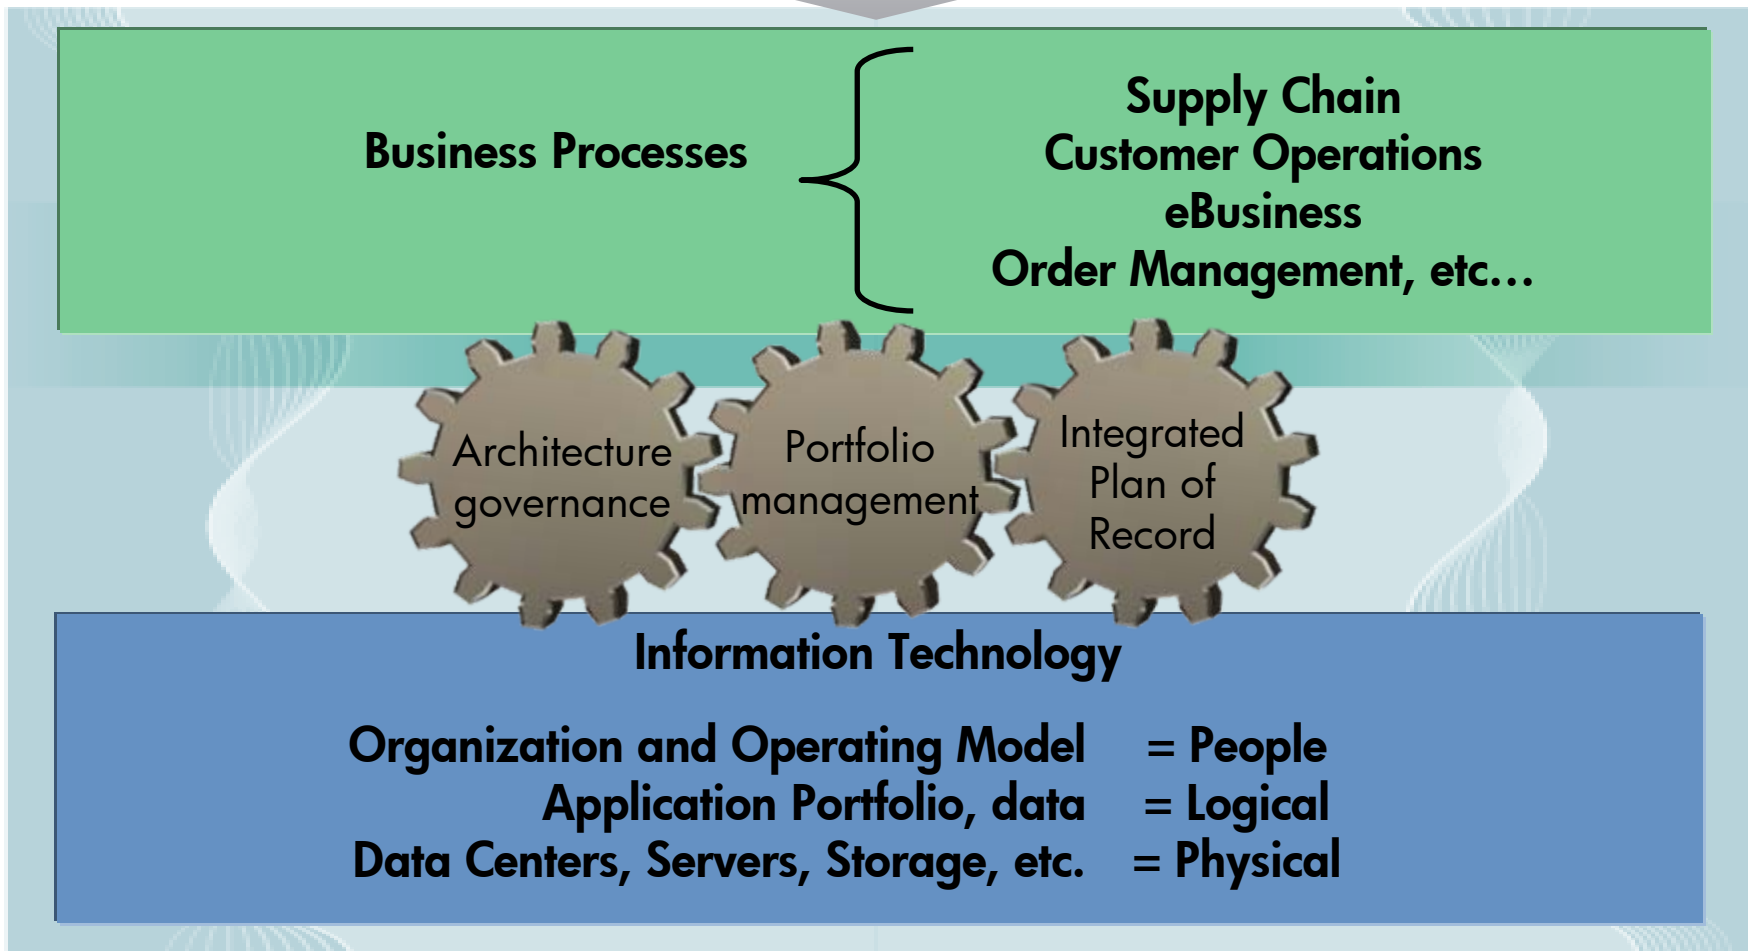 Business Processes
Supply Chain
Customer Operations
eBusiness
Order Management, etc...
Architecture
governance
Portfolio
management
Integrated
Plan of
Record
Information Technology
Organization and Operating Model = People
Application Portfolio, data = Logical
Data Centers, Servers, Storage, etc. = Physical